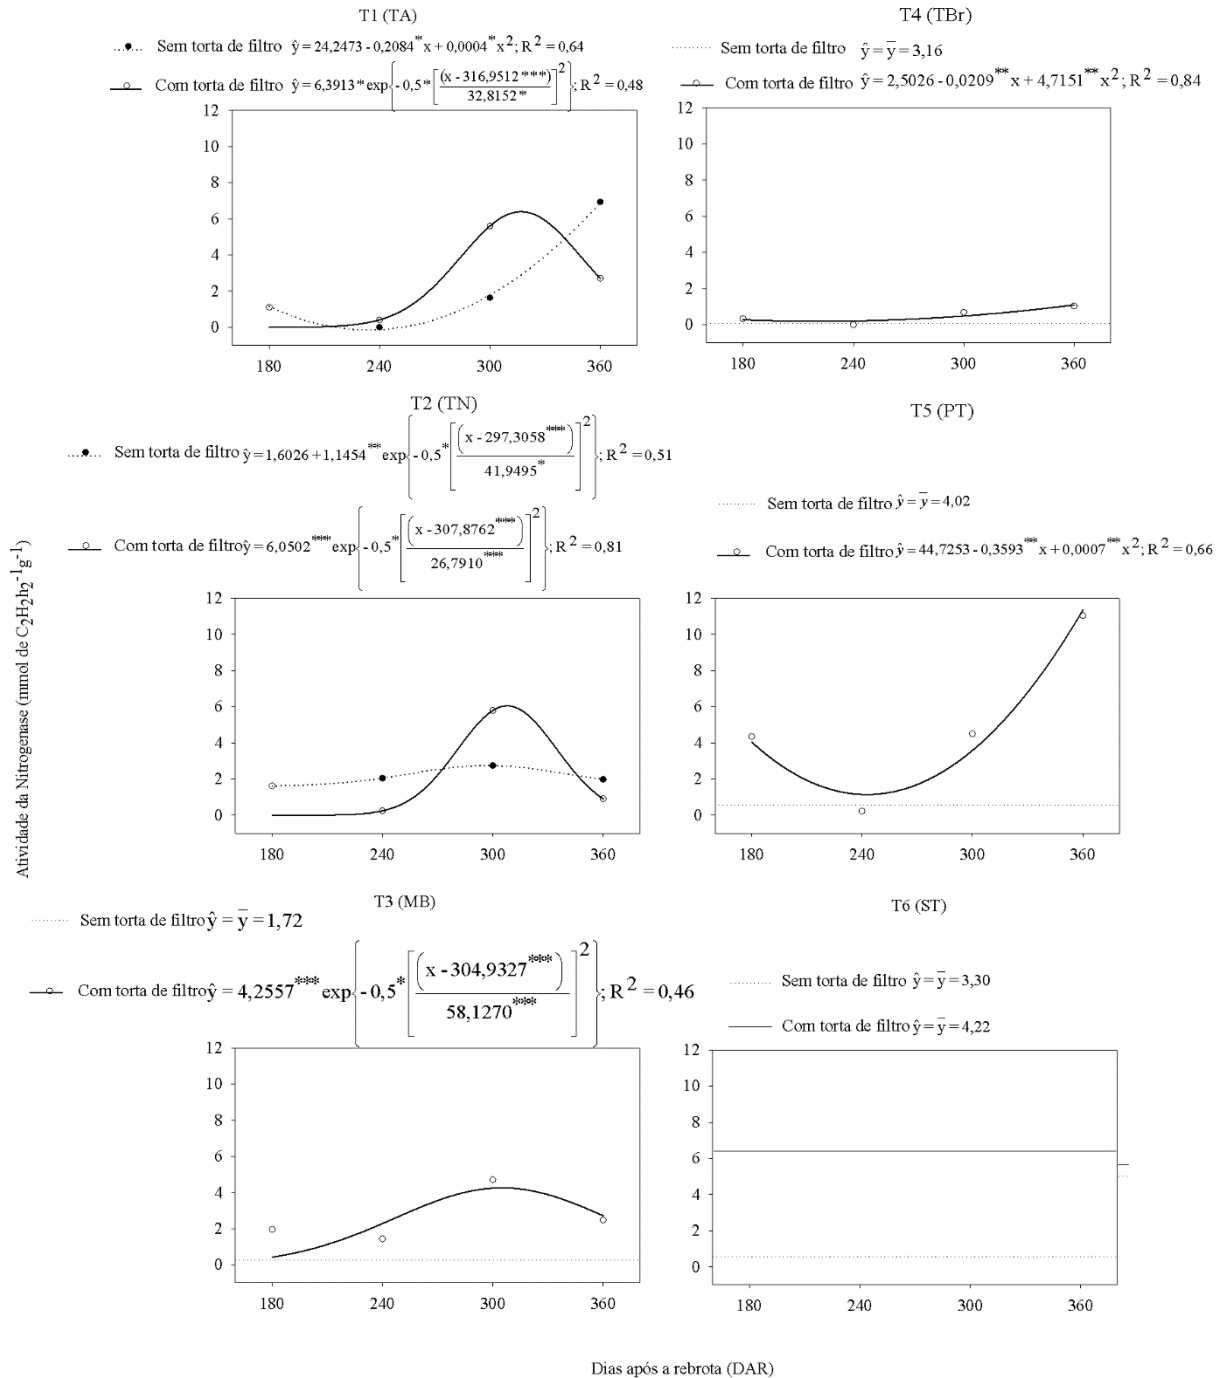 T1 (TA)
Sem torta de filtro ŷ = 24,2473 - 0,2084*x + 0,0004*x²; R² = 0,64
Com torta de filtro ŷ = 6,3913*exp{-0,5*[(x - 316,9512***)/32,8152*]²}; R² = 0,48
12
10
8
6
4
2
0
180 240 300 360
T4 (TBr)
Sem torta de filtro ŷ = y̅ = 3,16
Com torta de filtro ŷ = 2,5026 - 0,0209**x + 4,7151**x²; R² = 0,84
12
10
8
6
4
2
0
180 240 300 360
T2 (TN)
Sem torta de filtro ŷ = 1,6026 + 1,1454**exp{-0,5*[(x - 297,3058***)/41,9495*]²}; R² = 0,51
Com torta de filtro ŷ = 6,0502***exp{-0,5*[(x - 307,8762***)/26,7910***]²}; R² = 0,81
12
10
8
6
4
2
0
180 240 300 360
T5 (PT)
Sem torta de filtro ŷ = y̅ = 4,02
Com torta de filtro ŷ = 44,7253 - 0,3593**x + 0,0007**x²; R² = 0,66
12
10
8
6
4
2
0
180 240 300 360
T3 (MB)
Sem torta de filtro ŷ = y̅ = 1,72
Com torta de filtro ŷ = 4,2557***exp{-0,5*[(x - 304,9327***)/58,1270***]²}; R² = 0,46
12
10
8
6
4
2
0
180 240 300 360
T6 (ST)
Sem torta de filtro ŷ = y̅ = 3,30
Com torta de filtro ŷ = y̅ = 4,22
12
10
8
6
4
2
0
180 240 300 360
Atividade da Nitrogenase (mmol de C₂H₂h₂⁻¹g⁻¹)
Dias após a rebrota (DAR)